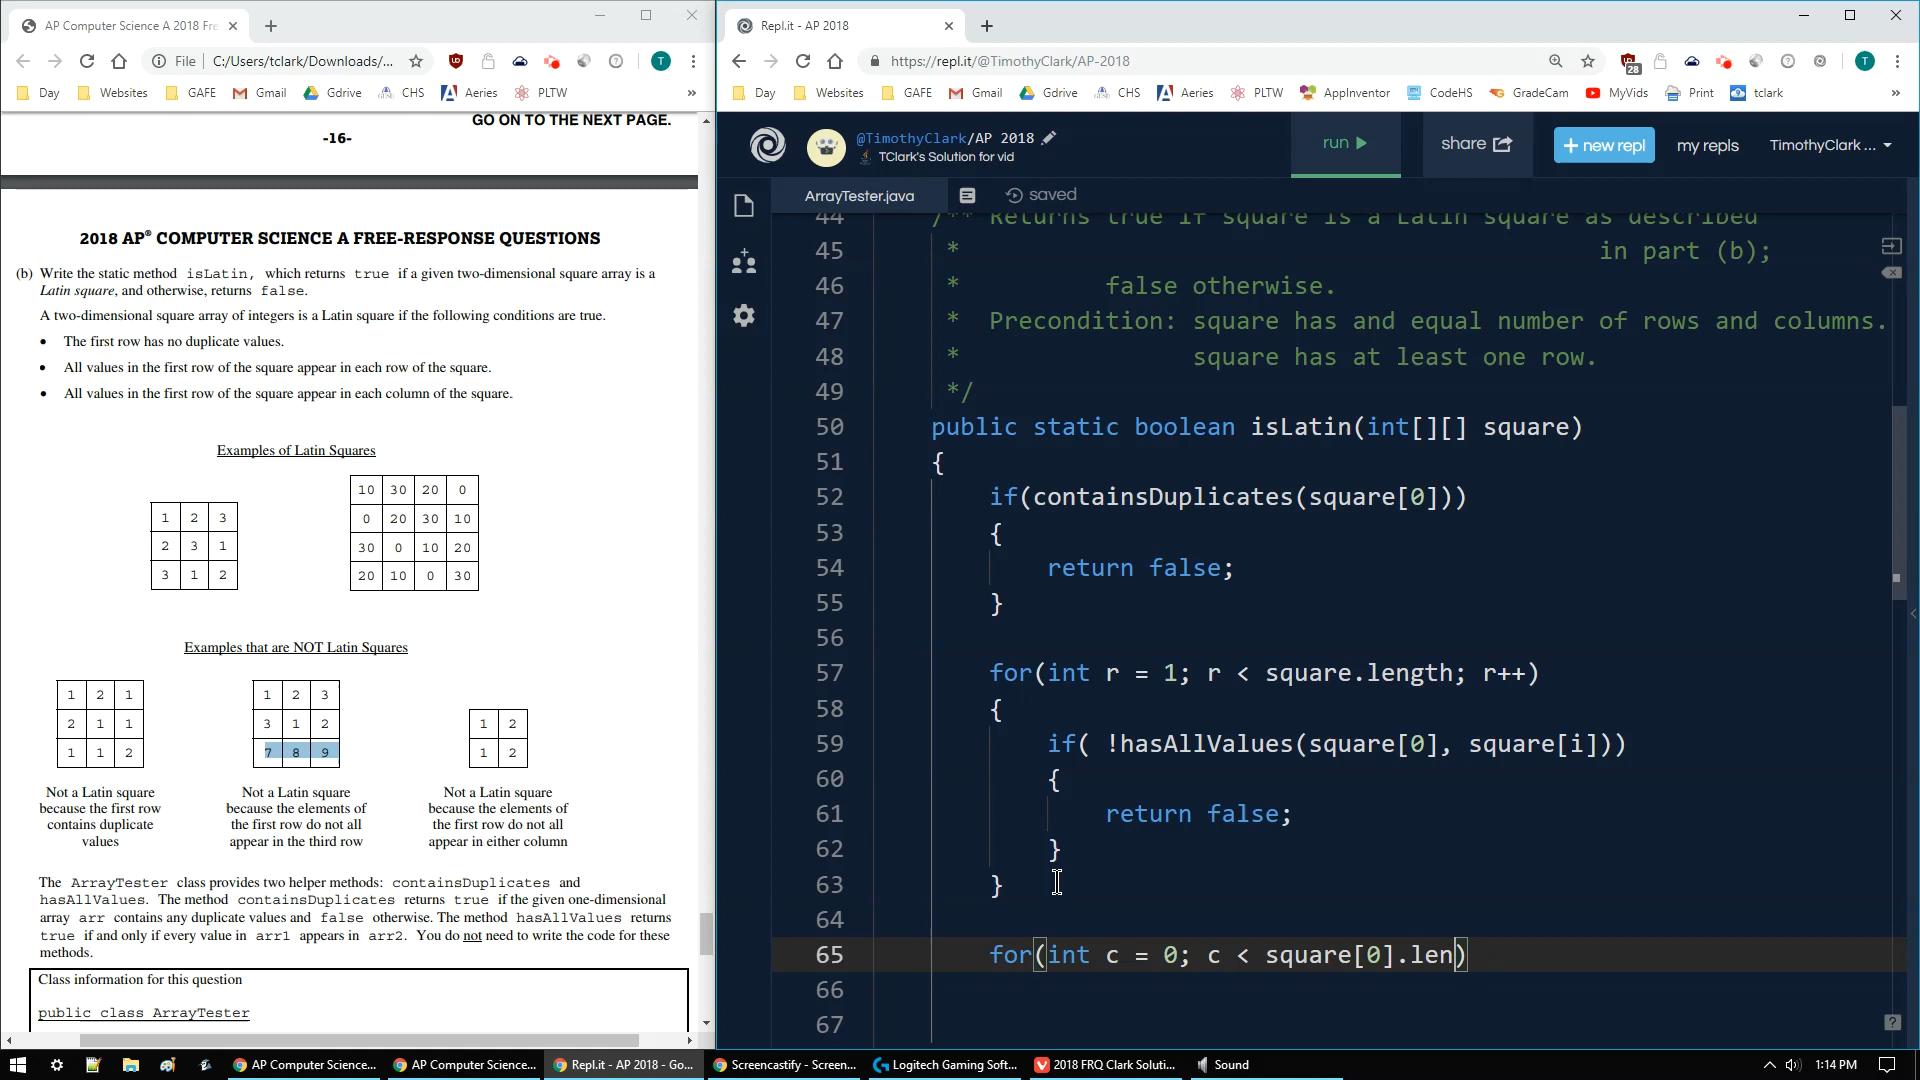 AP Computer Science A 2018 Fre
File C:/Users/tclark/Downloads/...
T
Day Websites GAFE Gmail Gdrive CHS Aeries PLTW »
GO ON TO THE NEXT PAGE.
-16-
2018 AP® COMPUTER SCIENCE A FREE-RESPONSE QUESTIONS
(b) Write the static method isLatin, which returns true if a given two-dimensional square array is a
Latin square, and otherwise, returns false.
A two-dimensional square array of integers is a Latin square if the following conditions are true.
• The first row has no duplicate values.
• All values in the first row of the square appear in each row of the square.
• All values in the first row of the square appear in each column of the square.
Examples of Latin Squares
1 2 3
2 3 1
3 1 2
10 30 20 0
0 20 30 10
30 0 10 20
20 10 0 30
Examples that are NOT Latin Squares
1 2 1
2 1 1
1 1 2
1 2 3
3 1 2
7 8 9
1 2
1 2
Not a Latin square
because the first row
contains duplicate
values
Not a Latin square
because the elements of
the first row do not all
appear in the third row
Not a Latin square
because the elements of
the first row do not all
appear in either column
The ArrayTester class provides two helper methods: containsDuplicates and
hasAllValues. The method containsDuplicates returns true if the given one-dimensional
array arr contains any duplicate values and false otherwise. The method hasAllValues returns
true if and only if every value in arr1 appears in arr2. You do not need to write the code for these
methods.
Class information for this question
public class ArrayTester
Repl.it - AP 2018
https://repl.it/@TimothyClark/AP-2018
28
T
Day Websites GAFE Gmail Gdrive CHS Aeries PLTW AppInventor CodeHS GradeCam MyVids Print tclark »
@TimothyClark/AP 2018
TClark's Solution for vid
run
share
+ new repl
my repls
TimothyClark ...
ArrayTester.java
saved
44 /** Returns true if square is a Latin square as described
45 * in part (b);
46 * false otherwise.
47 * Precondition: square has and equal number of rows and columns.
48 * square has at least one row.
49 */
50 public static boolean isLatin(int[][] square)
51 {
52 if(containsDuplicates(square[0]))
53 {
54 return false;
55 }
56
57 for(int r = 1; r < square.length; r++)
58 {
59 if( !hasAllValues(square[0], square[i]))
60 {
61 return false;
62 }
63 }
64
65 for(int c = 0; c < square[0].len)
66
67
?
AP Computer Science... AP Computer Science... Repl.it - AP 2018 - Go... Screencastify - Screen... Logitech Gaming Soft... 2018 FRQ Clark Soluti... Sound 1:14 PM